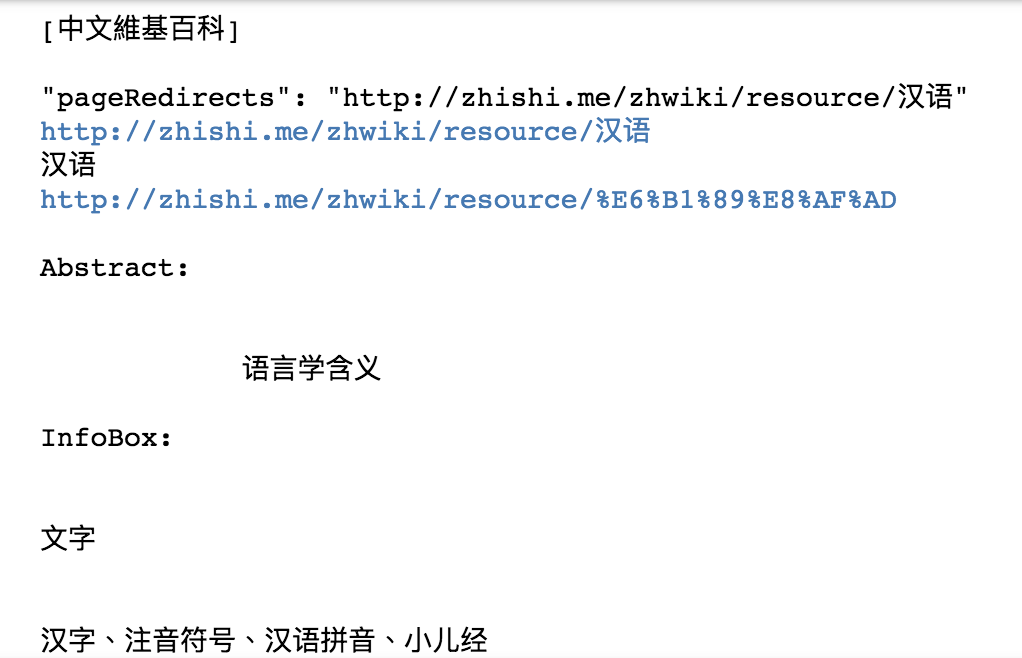 [中文維基百科]
"pageRedirects": "http://zhishi.me/zhwiki/resource/汉语"
http://zhishi.me/zhwiki/resource/汉语
汉语
http://zhishi.me/zhwiki/resource/%E6%B1%89%E8%AF%AD
Abstract:
语言学含义
InfoBox:
文字
汉字、注音符号、汉语拼音、小儿经